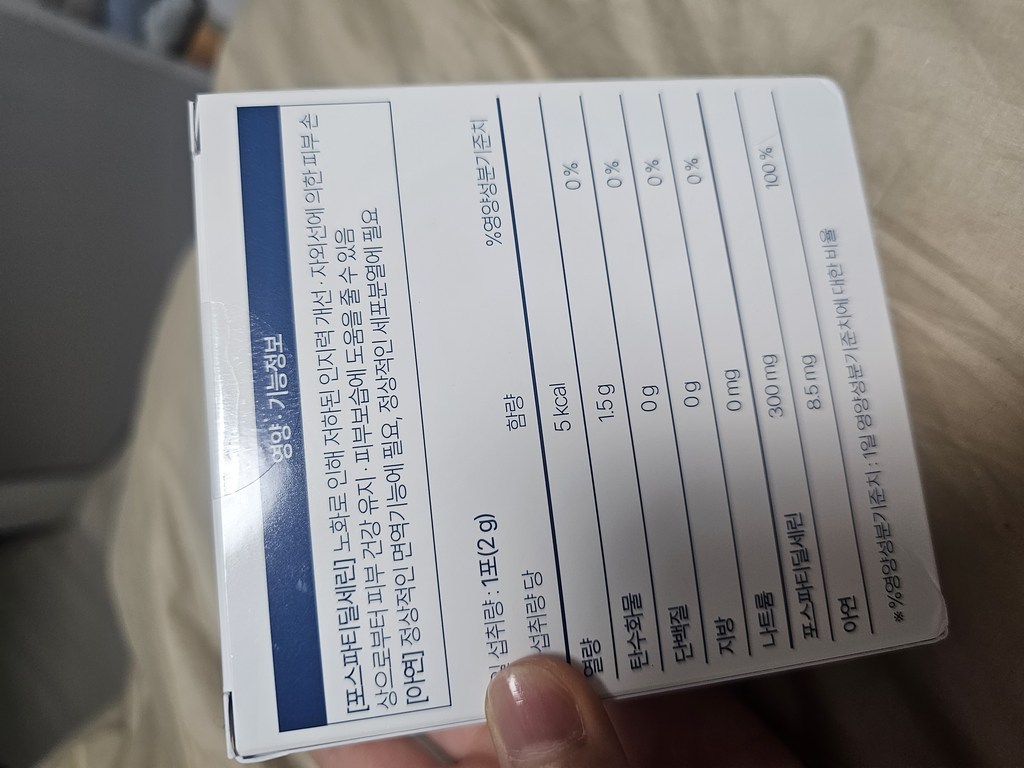 영양·기능정보
[포스파티딜세린] 노화로 인해 저하된 인지력 개선·자외선에 의한 피부 손
상으로부터 피부 건강 유지·피부보습에 도움을 줄 수 있음
[아연] 정상적인 면역기능에 필요, 정상적인 세포분열에 필요
섭취량 : 1포(2 g)
섭취량 당 함량 %영양성분기준치
열량 5 kcal
탄수화물 1.5 g 0 %
단백질 0 g 0 %
지방 0 g 0 %
나트륨 0 mg 0 %
포스파티딜세린 300 mg
아연 8.5 mg 100 %
※ %영양성분기준치 : 1일 영양성분기준치에 대한 비율